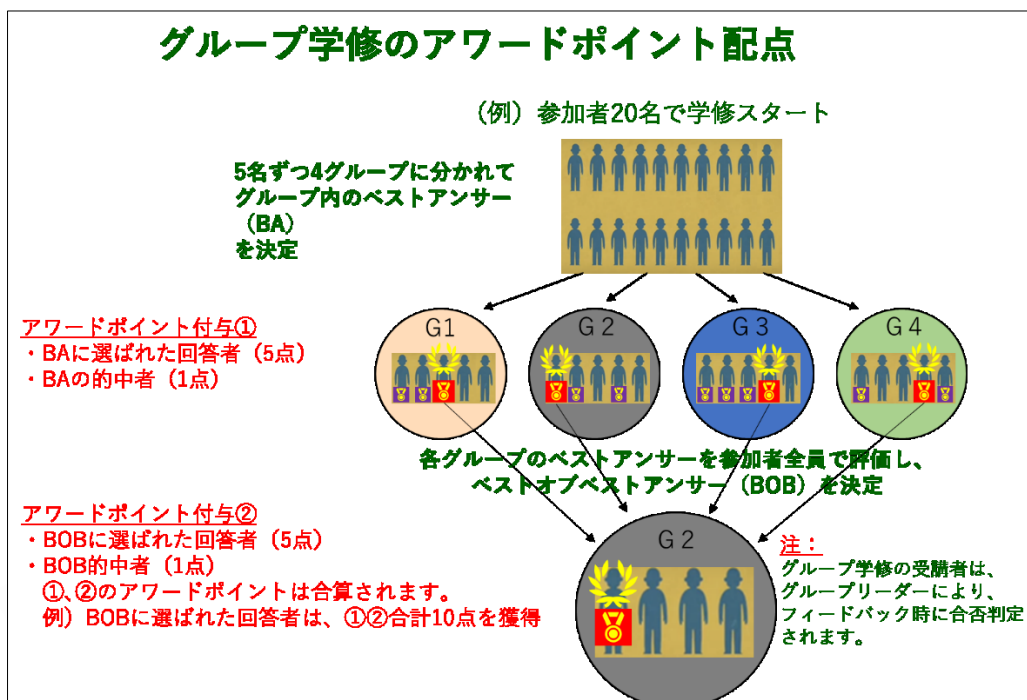 グループ学修のアワードポイント配点
（例）参加者20名で学修スタート
5名ずつ4グループに分かれて
グループ内のベストアンサー
（BA）
を決定
アワードポイント付与①
・BAに選ばれた回答者（5点）
・BAの的中者（1点）
G1
G２
G３
G４
各グループのベストアンサーを参加者全員で評価し、
ベストオブベストアンサー（BOB）を決定
アワードポイント付与②
・BOBに選ばれた回答者（5点）
・BOB的中者（1点）
①、②のアワードポイントは合算されます。
例）BOBに選ばれた回答者は、①②合計10点を獲得
G２
注：
グループ学修の受講者は、
グループリーダーにより、
フィードバック時に合否判定
されます。